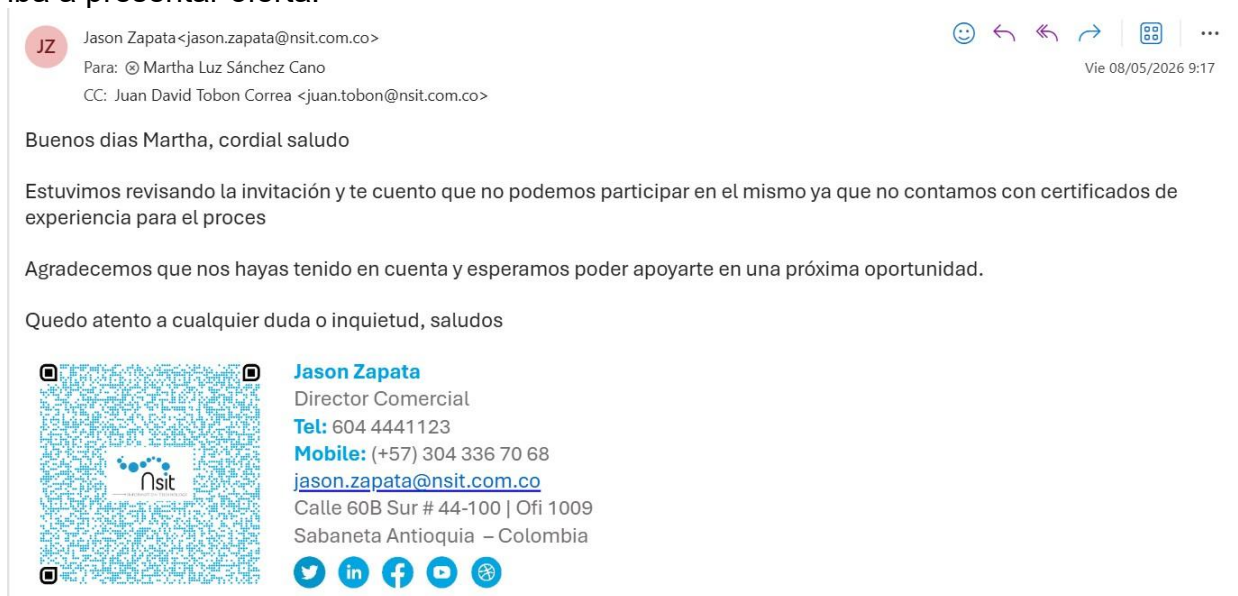 iba a presentar oferta.
JZ
Jason Zapata<jason.zapata@nsit.com.co>
Para: Martha Luz Sánchez Cano
CC: Juan David Tobon Correa <juan.tobon@nsit.com.co>
Vie 08/05/2026 9:17
Buenos dias Martha, cordial saludo
Estuvimos revisando la invitación y te cuento que no podemos participar en el mismo ya que no contamos con certificados de
experiencia para el proces
Agradecemos que nos hayas tenido en cuenta y esperamos poder apoyarte en una próxima oportunidad.
Quedo atento a cualquier duda o inquietud, saludos
Nsit
Jason Zapata
Director Comercial
Tel: 604 4441123
Mobile: (+57) 304 336 70 68
jason.zapata@nsit.com.co
Calle 60B Sur # 44-100 | Ofi 1009
Sabaneta Antioquia – Colombia